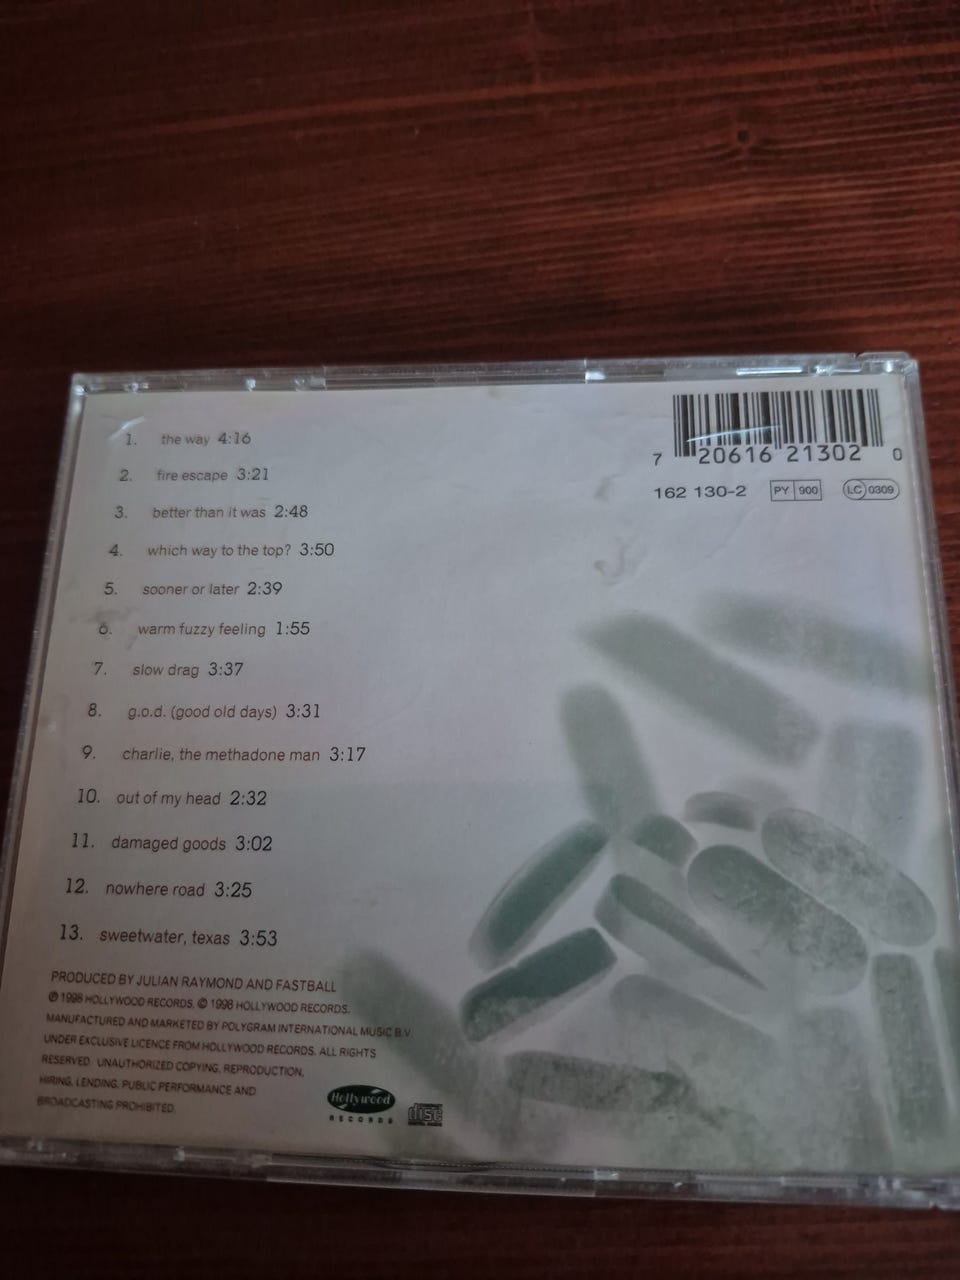 1. the way 4:16
2. fire escape 3:21
3. better than it was 2:48
4. which way to the top? 3:50
5. sooner or later 2:39
6. warm fuzzy feeling 1:55
7. slow drag 3:37
8. g.o.d. (good old days) 3:31
9. charlie, the methadone man 3:17
10. out of my head 2:32
11. damaged goods 3:02
12. nowhere road 3:25
13. sweetwater, texas 3:53
7 20616 21302 0
162 130-2 PY 900 LC 0309
PRODUCED BY JULIAN RAYMOND AND FASTBALL
℗ 1998 HOLLYWOOD RECORDS, © 1998 HOLLYWOOD RECORDS.
MANUFACTURED AND MARKETED BY POLYGRAM INTERNATIONAL MUSIC B.V.
UNDER EXCLUSIVE LICENCE FROM HOLLYWOOD RECORDS. ALL RIGHTS
RESERVED. UNAUTHORIZED COPYING, REPRODUCTION,
HIRING, LENDING, PUBLIC PERFORMANCE AND
BROADCASTING PROHIBITED.
Hollywood
RECORDS
disc
DIGITAL AUDIO